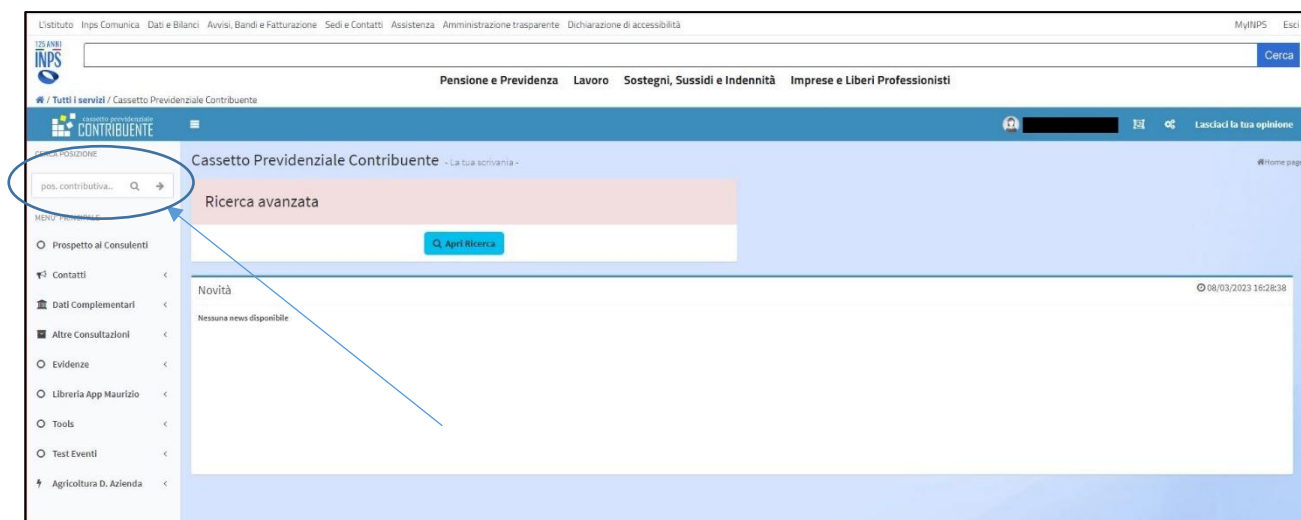 L'istituto Inps Comunica Dati e Bilanci Avvisi, Bandi e Fatturazione Sedi e Contatti Assistenza Amministrazione trasparente Dichiarazione di accessibilità MyINPS Esci
125 ANNI
INPS
Cerca
Pensione e Previdenza Lavoro Sostegni, Sussidi e Indennità Imprese e Liberi Professionisti
/ Tutti i servizi / Cassetto Previdenziale Contribuente
cassetto previdenziale
CONTRIBUENTE
Lasciaci la tua opinione
CERCA POSIZIONE
Cassetto Previdenziale Contribuente - La tua scrivania -
Home page
pos. contributiva..
Ricerca avanzata
MENU PRINCIPALE
Apri Ricerca
Prospetto ai Consulenti
Contatti
Novità
08/03/2023 16:28:38
Dati Complementari
Nessuna news disponibile
Altre Consultazioni
Evidenze
Libreria App Maurizio
Tools
Test Eventi
Agricoltura D. Azienda